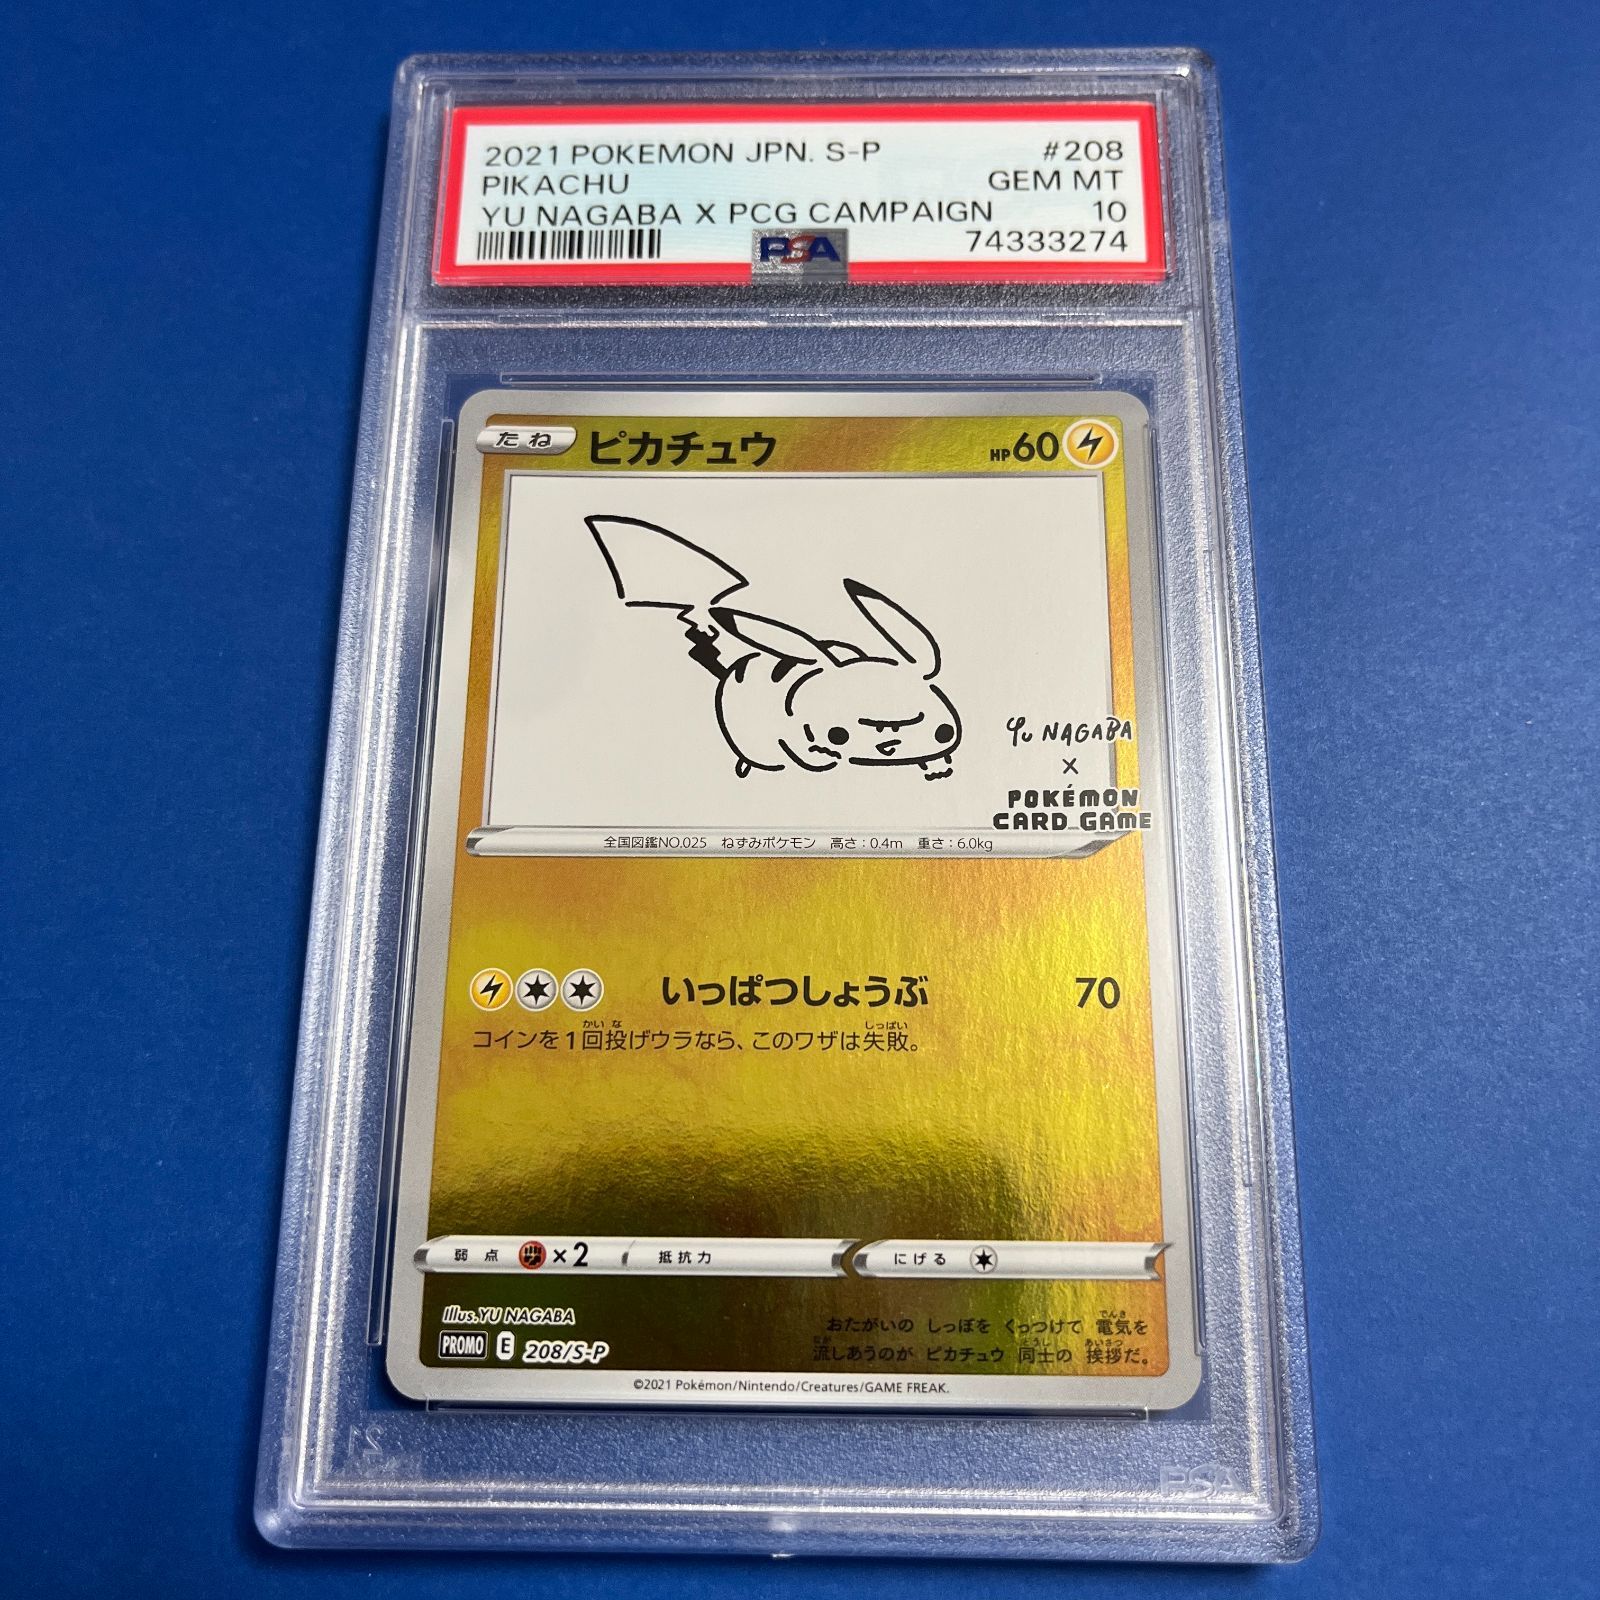 2021 POKEMON JPN. S-P #208
PIKACHU GEM MT
YU NAGABA X PCG CAMPAIGN 10
PSA 74333274
たね ピカチュウ HP60
YU NAGABA
×
POKÉMON
CARD GAME
全国図鑑NO.025 ねずみポケモン 高さ:0.4m 重さ:6.0kg
いっぱつしょうぶ 70
コインを1回投げウラなら、このワザは失敗。
弱点 ×2 抵抗力 にげる
Illus.YU NAGABA
PROMO E 208/S-P
おたがいの しっぽを くっつけて 電気を
流しあうのが ピカチュウ 同士の 挨拶だ。
©2021 Pokémon/Nintendo/Creatures/GAME FREAK.
PSA